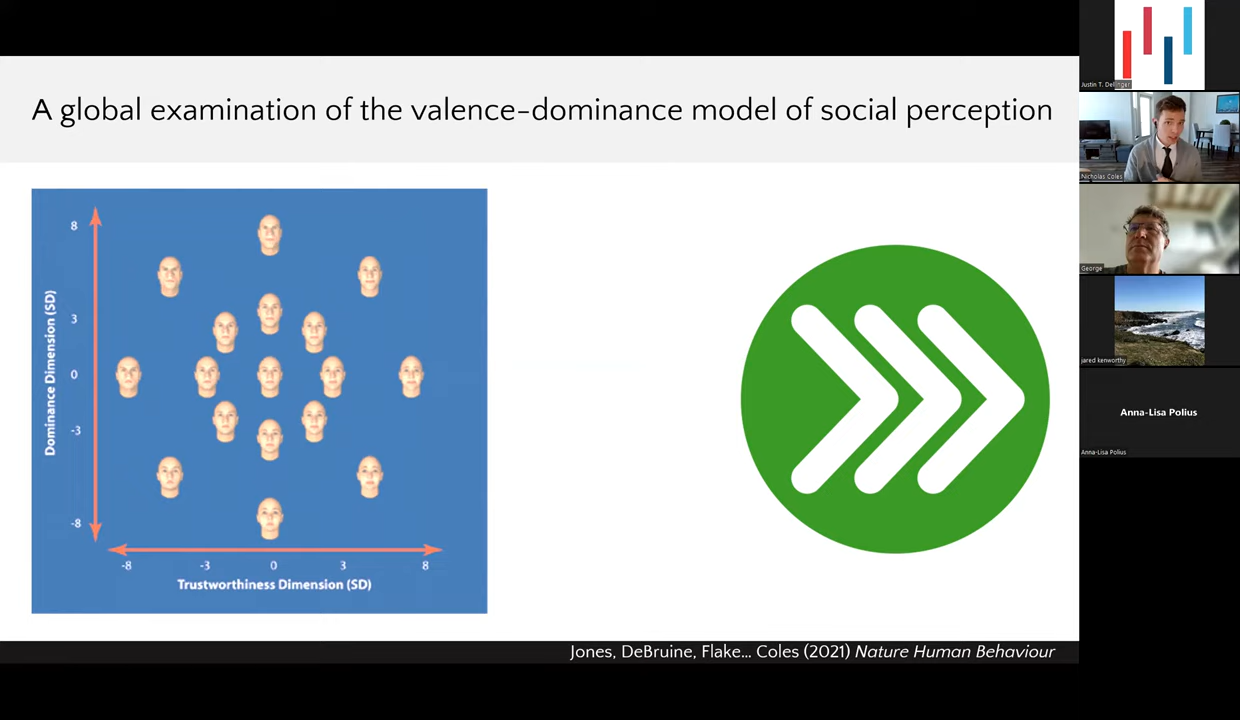 A global examination of the valence-dominance model of social perception
8
3
0
-3
-8
Dominance Dimension (SD)
-8 -3 0 3 8
Trustworthiness Dimension (SD)
Jones, DeBruine, Flake... Coles (2021) Nature Human Behaviour
Justin T. Dellinger
Nicholas Coles
George
jared kenworthy
Anna-Lisa Polius
Anna-Lisa Polius